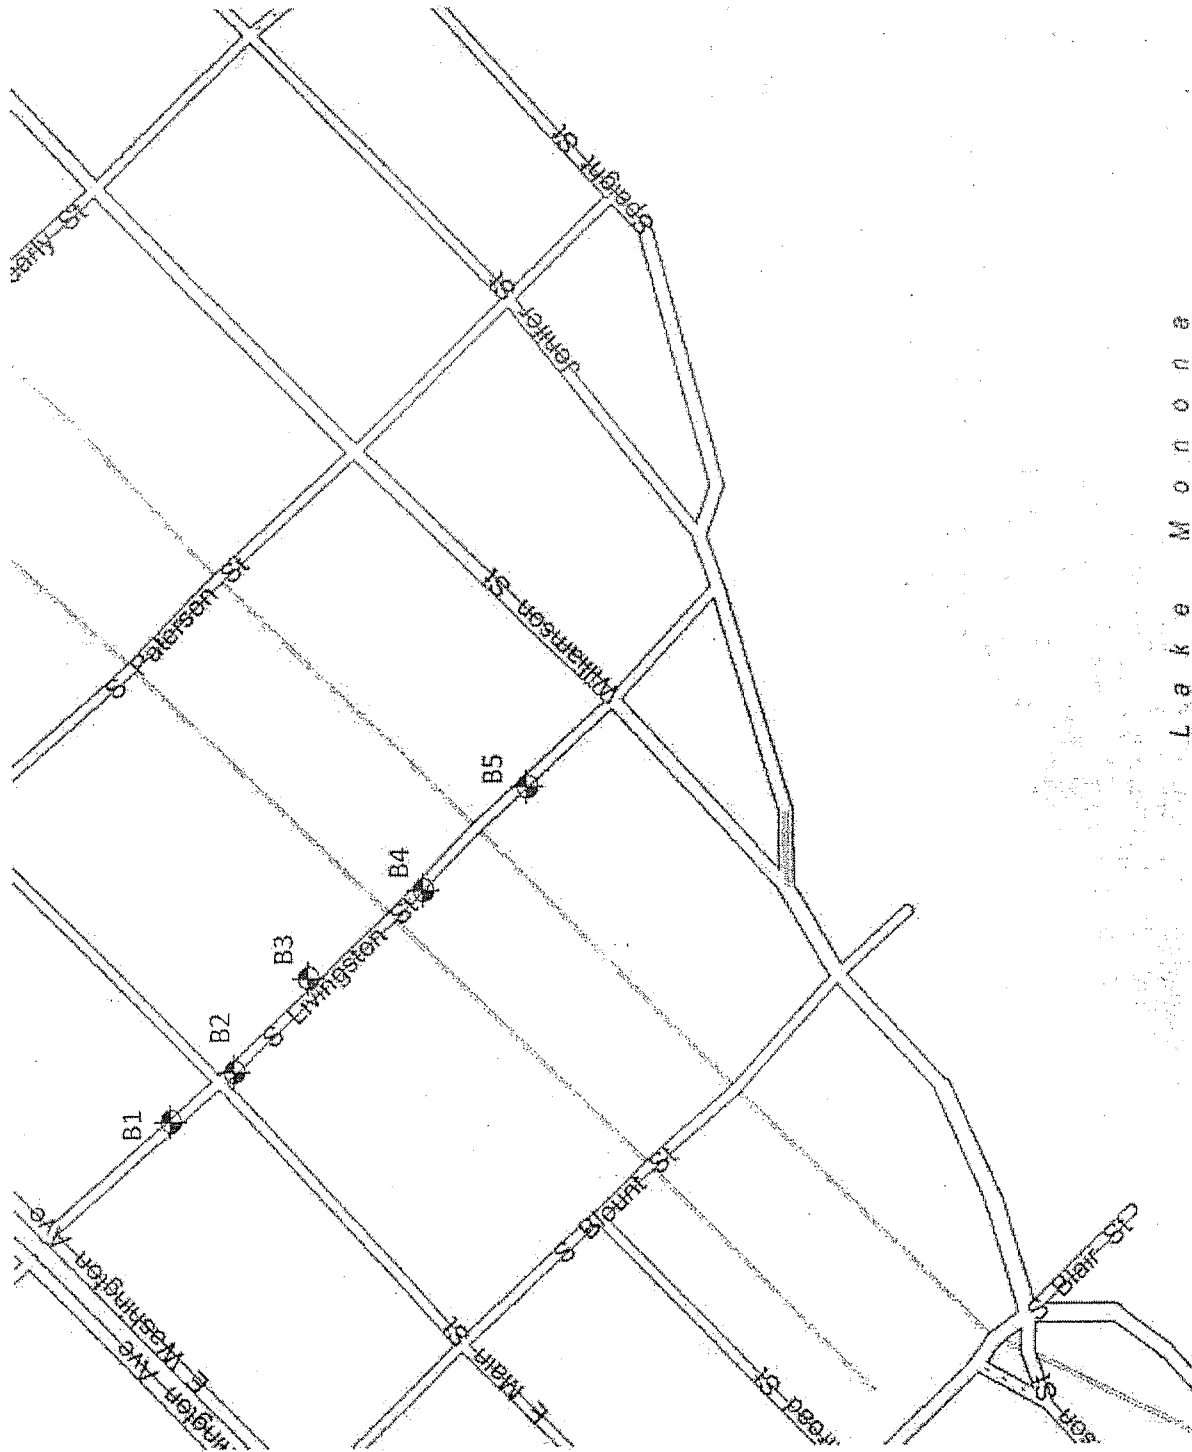 Spaight St
Jenifer St
Lake Monona
S Paterson St
Williamson St
B5
B4
B3
S Livingston St
B2
B1
E Washington Ave
S Blount St
E Main St
S Blair St